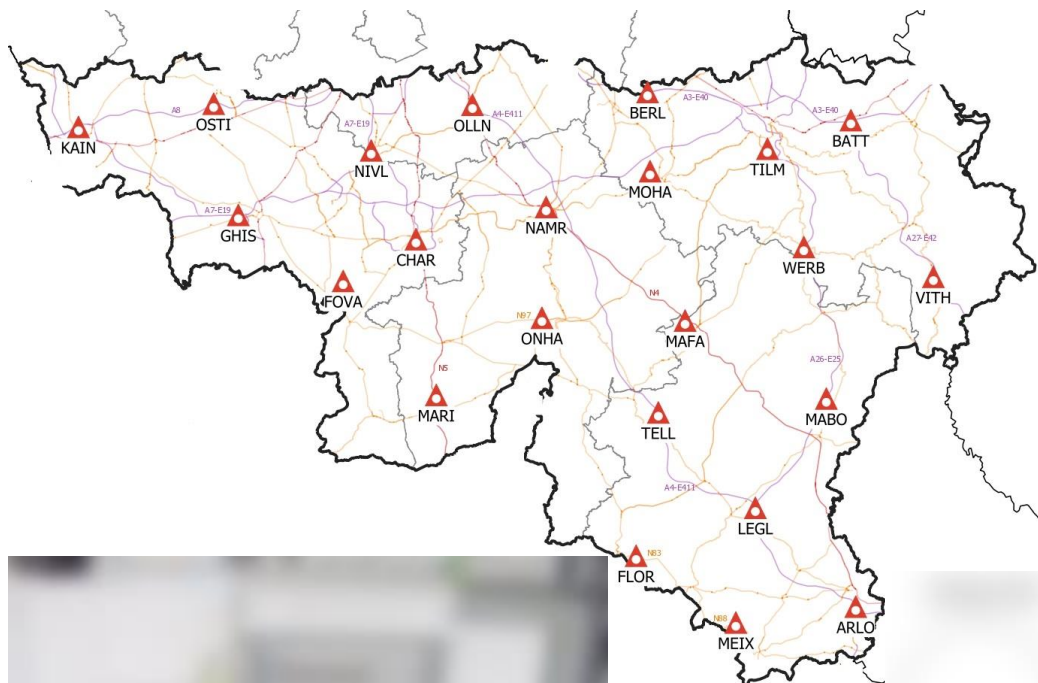 BERL
A3-E40
A3-E40
A8
OSTI
OLLN
A4-E411
BATT
KAIN
A7-E19
NIVL
TILM
MOHA
A7-E19
GHIS
NAMR
CHAR
A27-E42
WERB
FOVA
VITH
N4
N97
ONHA
MAFA
A26-E25
N5
MARI
TELL
MABO
A4-E411
LEGL
N83
FLOR
N88
ARLO
MEIX